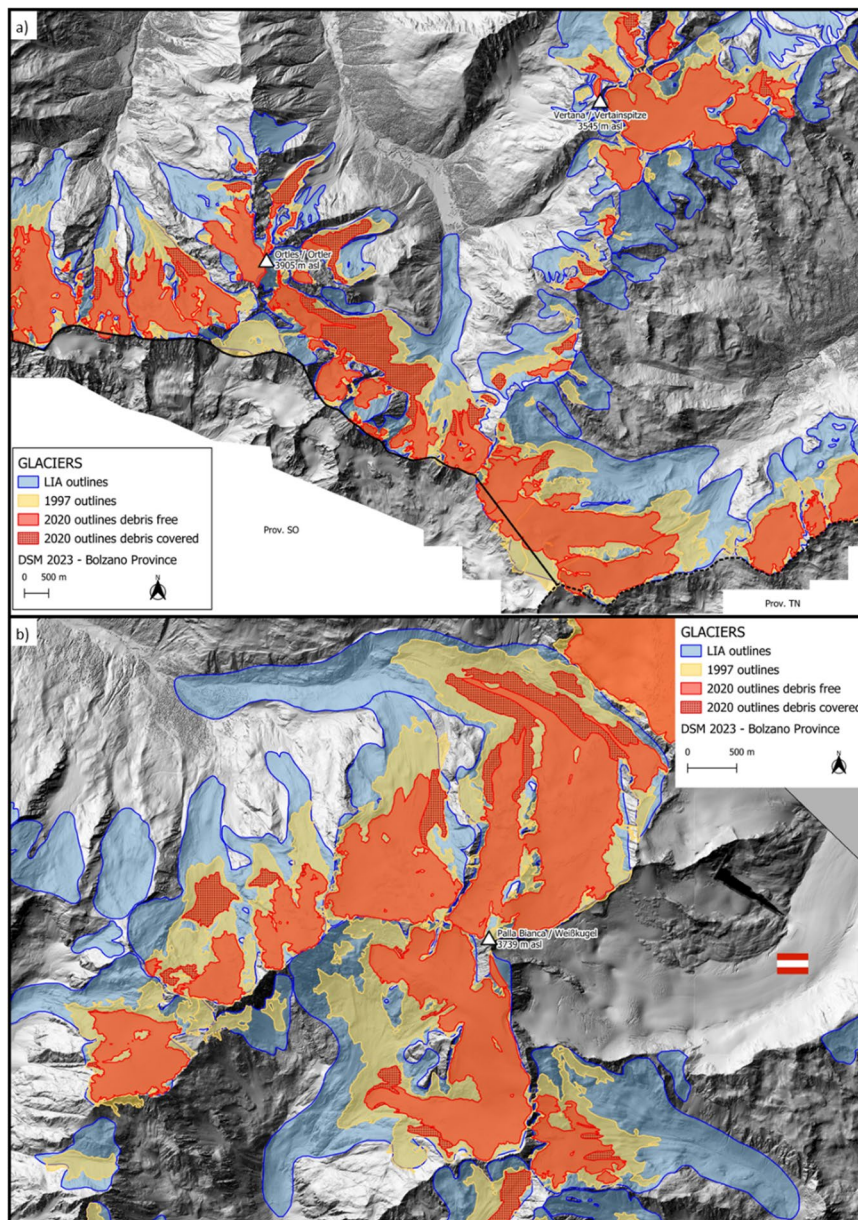 a)
Vertana / Vertainspitze
3545 m asl
Ortles / Ortler
3905 m asl
GLACIERS
LIA outlines
1997 outlines
2020 outlines debris free
2020 outlines debris covered
DSM 2023 - Bolzano Province
0 500 m
N
Prov. SO
Prov. TN
b)
GLACIERS
LIA outlines
1997 outlines
2020 outlines debris free
2020 outlines debris covered
DSM 2023 - Bolzano Province
0 500 m
N
Palla Bianca / Weißkugel
3739 m asl